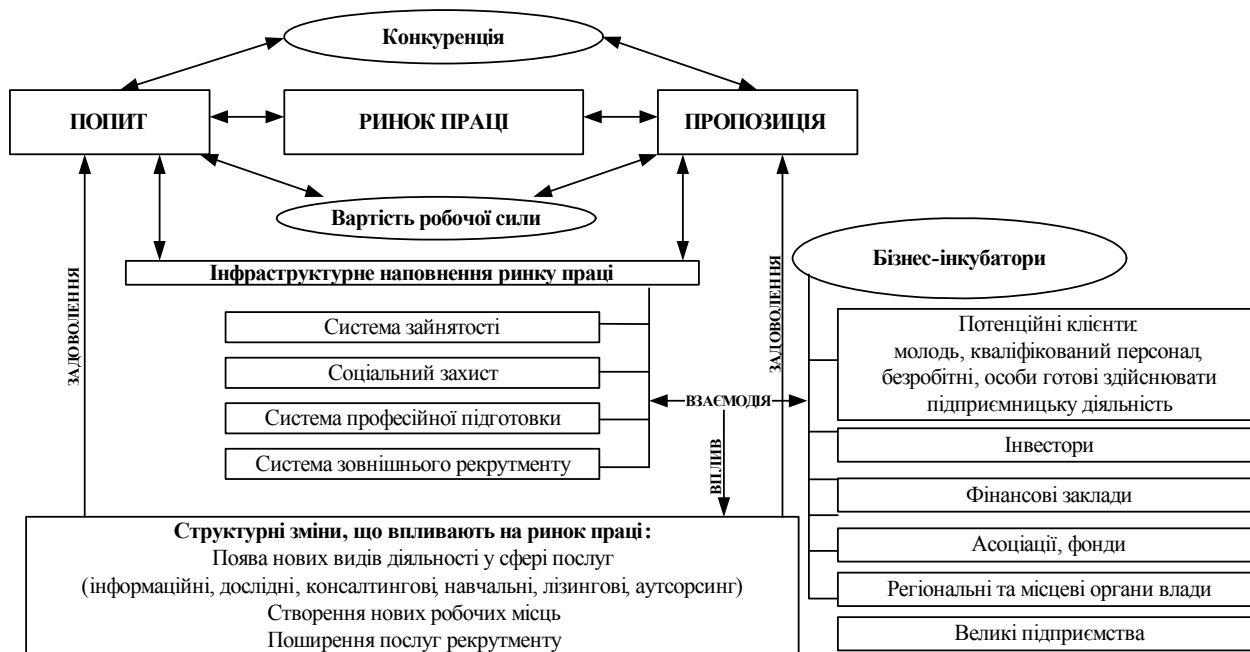 Конкуренція
ПОПИТ
РИНОК ПРАЦІ
ПРОПОЗИЦІЯ
Вартість робочої сили
Інфраструктурне наповнення ринку праці
Бізнес-інкубатори
ЗАДОВОЛЕННЯ
ЗАДОВОЛЕННЯ
Система зайнятості
Соціальний захист
Система професійної підготовки
Система зовнішнього рекрутменту
ВЗАЄМОДІЯ
ВПЛИВ
Потенційні клієнти:
молодь, кваліфікований персонал,
безробітні, особи готові здійснювати
підприємницьку діяльність
Інвестори
Фінансові заклади
Асоціації, фонди
Регіональні та місцеві органи влади
Великі підприємства
Структурні зміни, що впливають на ринок праці:
Поява нових видів діяльності у сфері послуг
(інформаційні, дослідні, консалтингові, навчальні, лізингові, аутсорсинг)
Створення нових робочих місць
Поширення послуг рекрутменту